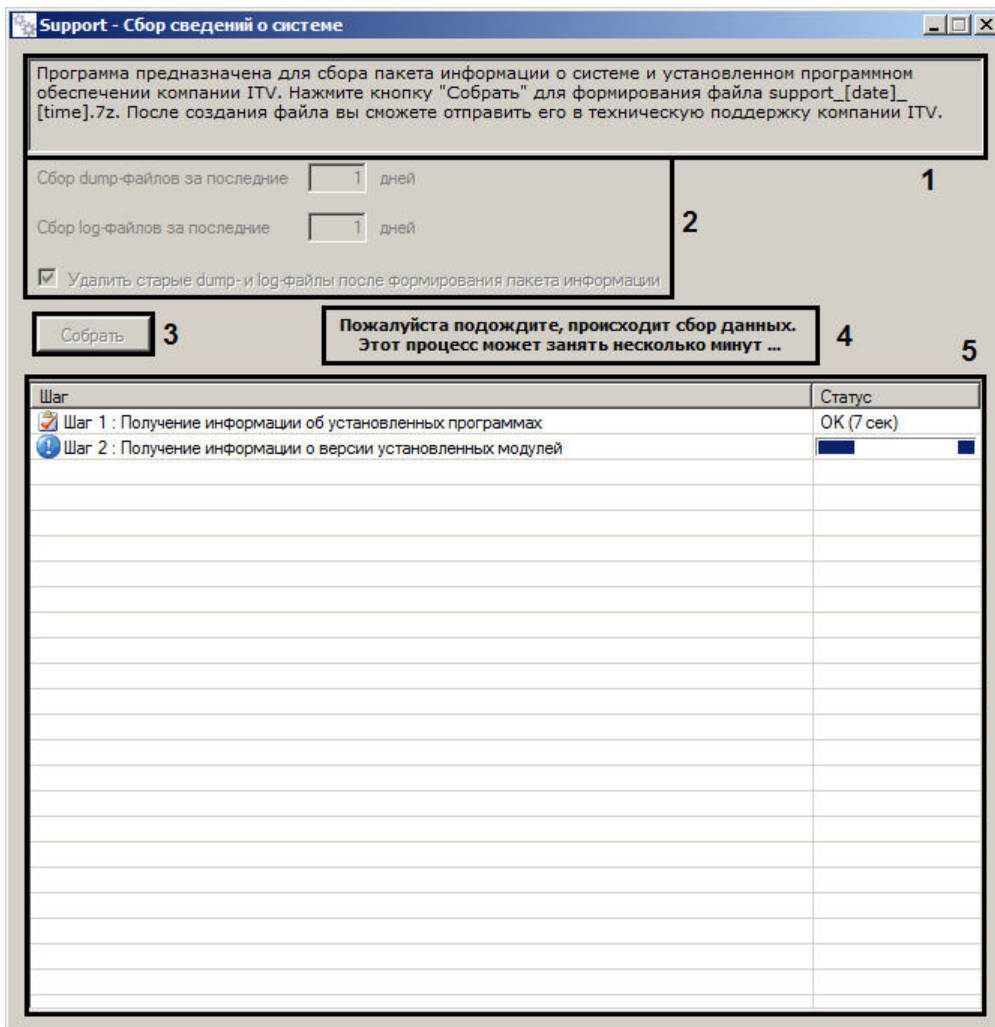 Support - Сбор сведений о системе
Программа предназначена для сбора пакета информации о системе и установленном программном
обеспечении компании ITV. Нажмите кнопку "Собрать" для формирования файла support_[date]_
[time].7z. После создания файла вы сможете отправить его в техническую поддержку компании ITV.
1
Сбор dump-файлов за последние 1 дней
2
Сбор log-файлов за последние 1 дней
Удалить старые dump- и log-файлы после формирования пакета информации
Собрать 3
Пожалуйста подождите, происходит сбор данных.
Этот процесс может занять несколько минут ...
4
5
Шаг Статус
Шаг 1 : Получение информации об установленных программах OK (7 сек)
Шаг 2 : Получение информации о версии установленных модулей